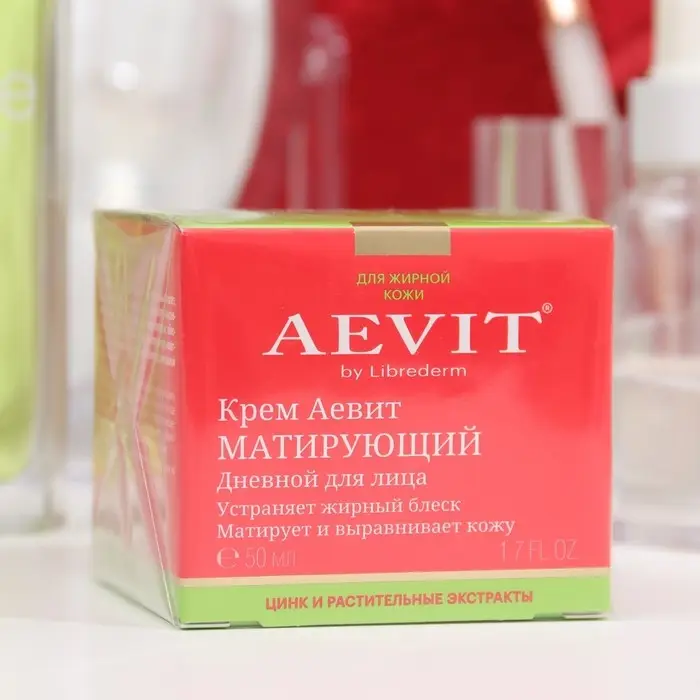 ДЛЯ ЖИРНОЙ
КОЖИ
AEVIT®
by Librederm
Крем Аевит
МАТИРУЮЩИЙ
Дневной для лица
Устраняет жирный блеск
Матирует и выравнивает кожу
℮ 50 мл 1.7 FL OZ
ЦИНК И РАСТИТЕЛЬНЫЕ ЭКСТРАКТЫ